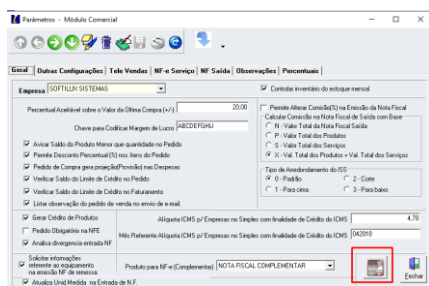 Parâmetros - Módulo Comercial
Geral Outras Configurações Tele Vendas NF-e Serviço NF Saída Observações Percentuais
Empresa SOFTILUX SISTEMAS
Controlar inventário do estoque mensal
Percentual Aceitável sobre o Valor da Última Compra (+/-) 20,00
Chave para Codificar Margem de Lucro ABCDEFGHIJ
Avisar Saldo do Produto Menor que quantidade no Pedido
Permite Desconto Percentual (%) nos itens do Pedido
Pedido de Compra gera projeção(Provisão) nas Despesas
Verificar Saldo do Limite de Crédito no Pedido
Verificar Saldo do Limite de Crédito no Faturamento
Listar observação do pedido de venda no envio de e-mail
Permite Alterar Comissão(%) na Emissão da Nota Fiscal
Calcular Comissão na Nota Fiscal de Saída com Base
N - Valor Total da Nota Fiscal Saída
P - Valor Total dos Produtos
S - Valor Total dos Serviços
X - Val. Total dos Produtos + Val. Total dos Serviços
Tipo de Arredondamento do ISS
0 - Padrão 2 - Corte
1 - Para cima 3 - Para baixo
Gerar Crédito de Produtos
Pedido Obrigatório na NFE
Analisa divergencia entrada NF
Alíquota ICMS p/ Empresas no Simples com finalidade de Crédito do ICMS 4,70
Mês Referente Alíquota ICMS p/ Empresas no Simples com finalidade de Crédito do ICMS 042018
Solicitar informações
referente ao equipamento
na emissão NF de remessa
Produto para NF-e (Complementar) NOTA FISCAL COMPLEMENTAR
Fechar
Atualiza Unid.Medida na Entrada de N.F.